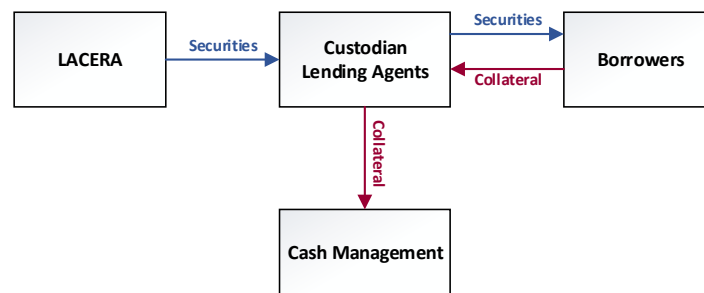 Securities
Securities
LACERA
Custodian
Lending Agents
Borrowers
Collateral
Collateral
Cash Management